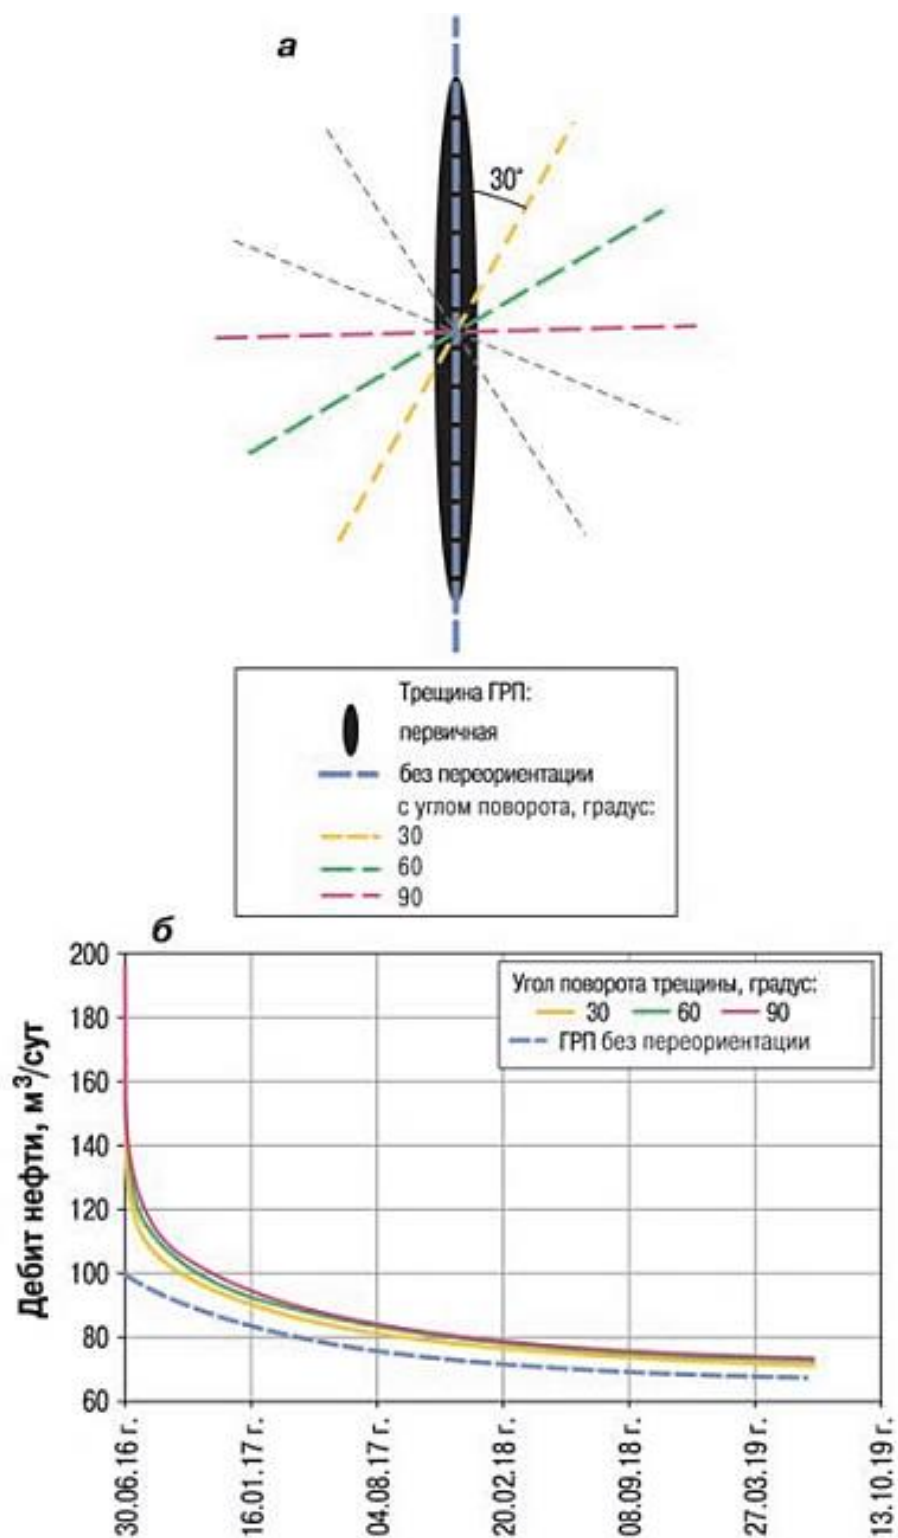 а
30°
Трещина ГРП:
первичная
без переориентации
с углом поворота, градус:
30
60
90
б
Дебит нефти, м³/сут
200
180
160
140
120
100
80
60
Угол поворота трещины, градус:
30 60 90
ГРП без переориентации
30.06.16 г.
16.01.17 г.
04.08.17 г.
20.02.18 г.
08.09.18 г.
27.03.19 г.
13.10.19 г.